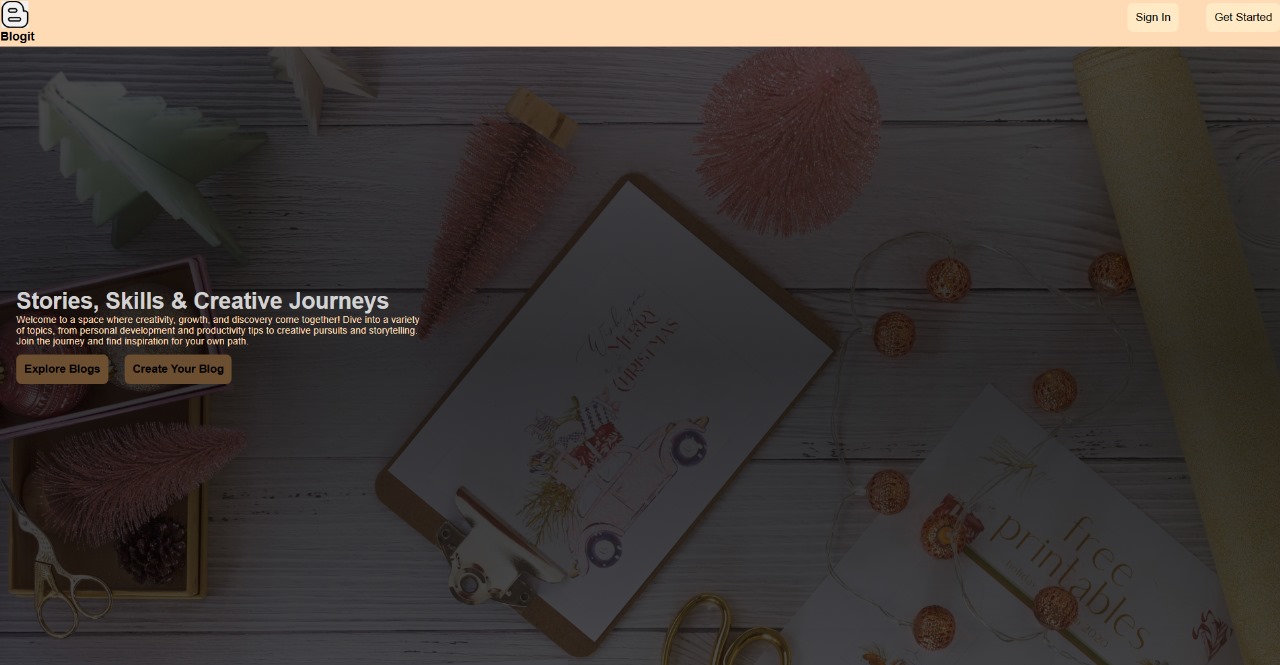 Blogit
Sign In
Get Started
Stories, Skills & Creative Journeys
Welcome to a space where creativity, growth, and discovery come together! Dive into a variety
of topics, from personal development and productivity tips to creative pursuits and storytelling.
Join the journey and find inspiration for your own path.
Explore Blogs
Create Your Blog
MERRY
CHRISTMAS
free
printables